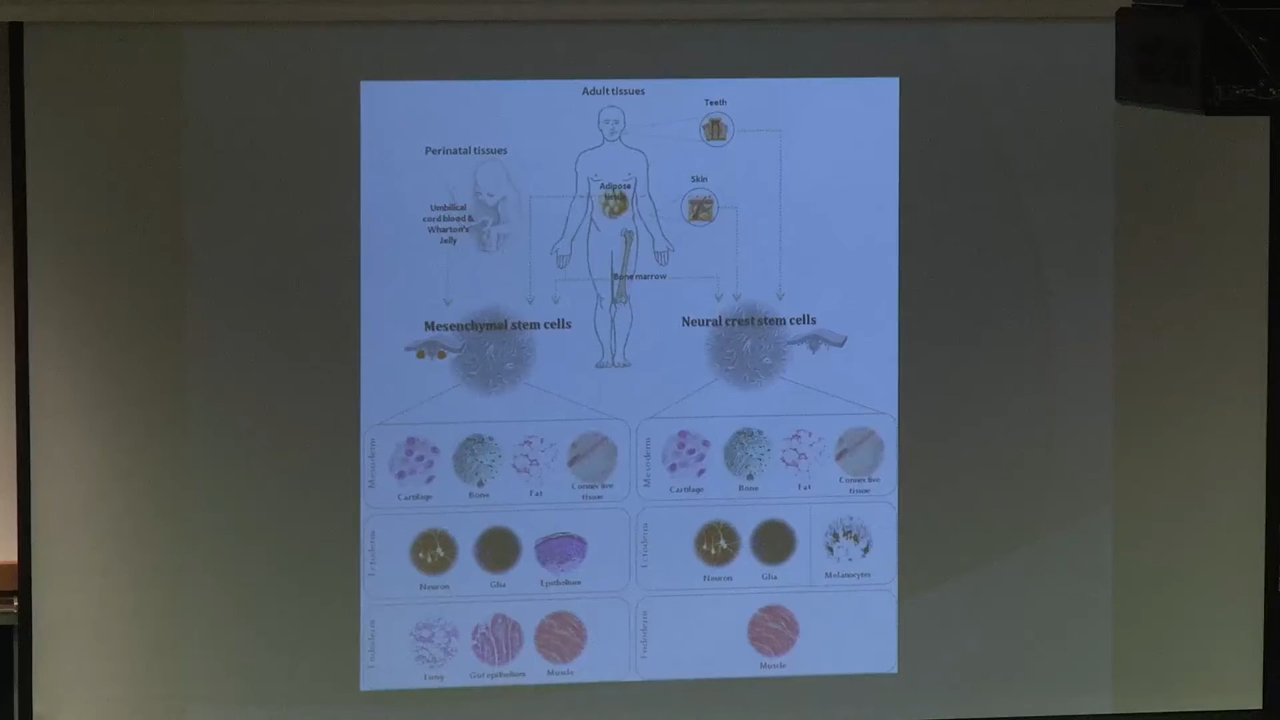 Adult tissues
Teeth
Perinatal tissues
Skin
Adipose
Umbilical
cord blood &
Wharton's
Jelly
Bone marrow
Mesenchymal stem cells
Neural crest stem cells
Mesoderm
Cartilage
Bone
Fat
Connective
tissue
Mesoderm
Cartilage
Bone
Fat
Connective
tissue
Ectoderm
Neuron
Glia
Epithelium
Ectoderm
Neuron
Glia
Melanocytes
Endoderm
Gut epithelium
Muscle
Endoderm
Muscle